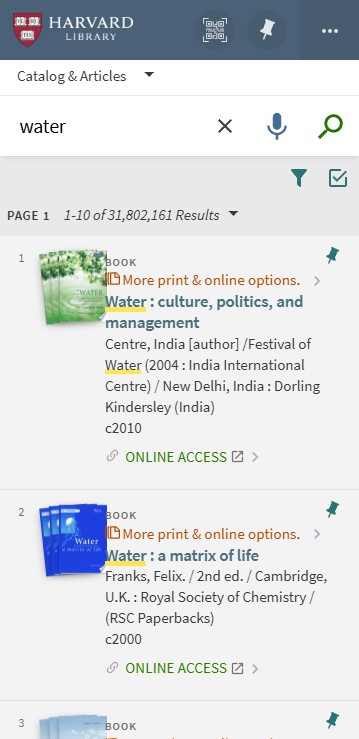 HARVARD
LIBRARY
Catalog & Articles
water
PAGE 1 1-10 of 31,802,161 Results
1
BOOK
More print & online options.
Water : culture, politics, and
management
Centre, India [author] /Festival of
Water (2004 : India International
Centre) / New Delhi, India : Dorling
Kindersley (India)
c2010
ONLINE ACCESS
2
BOOK
More print & online options.
Water : a matrix of life
Franks, Felix. / 2nd ed. / Cambridge,
U.K. : Royal Society of Chemistry /
(RSC Paperbacks)
c2000
ONLINE ACCESS
3
BOOK